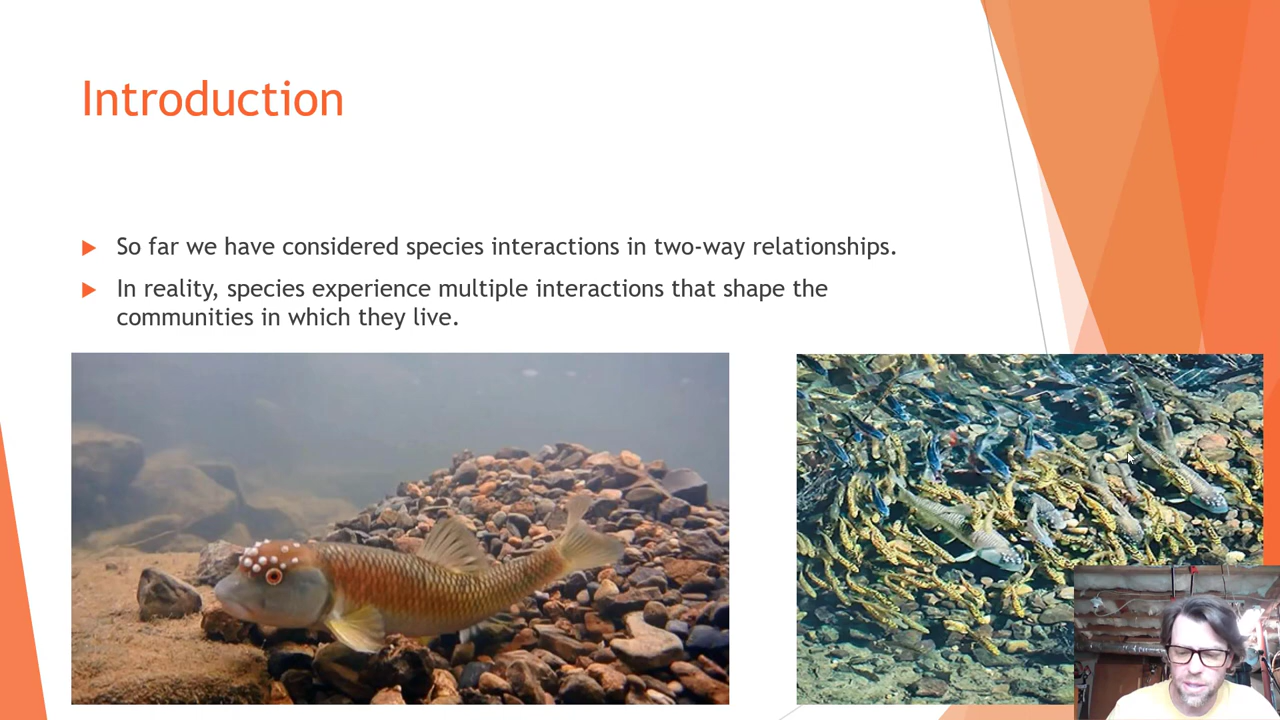 Introduction
So far we have considered species interactions in two-way relationships.
In reality, species experience multiple interactions that shape the
communities in which they live.